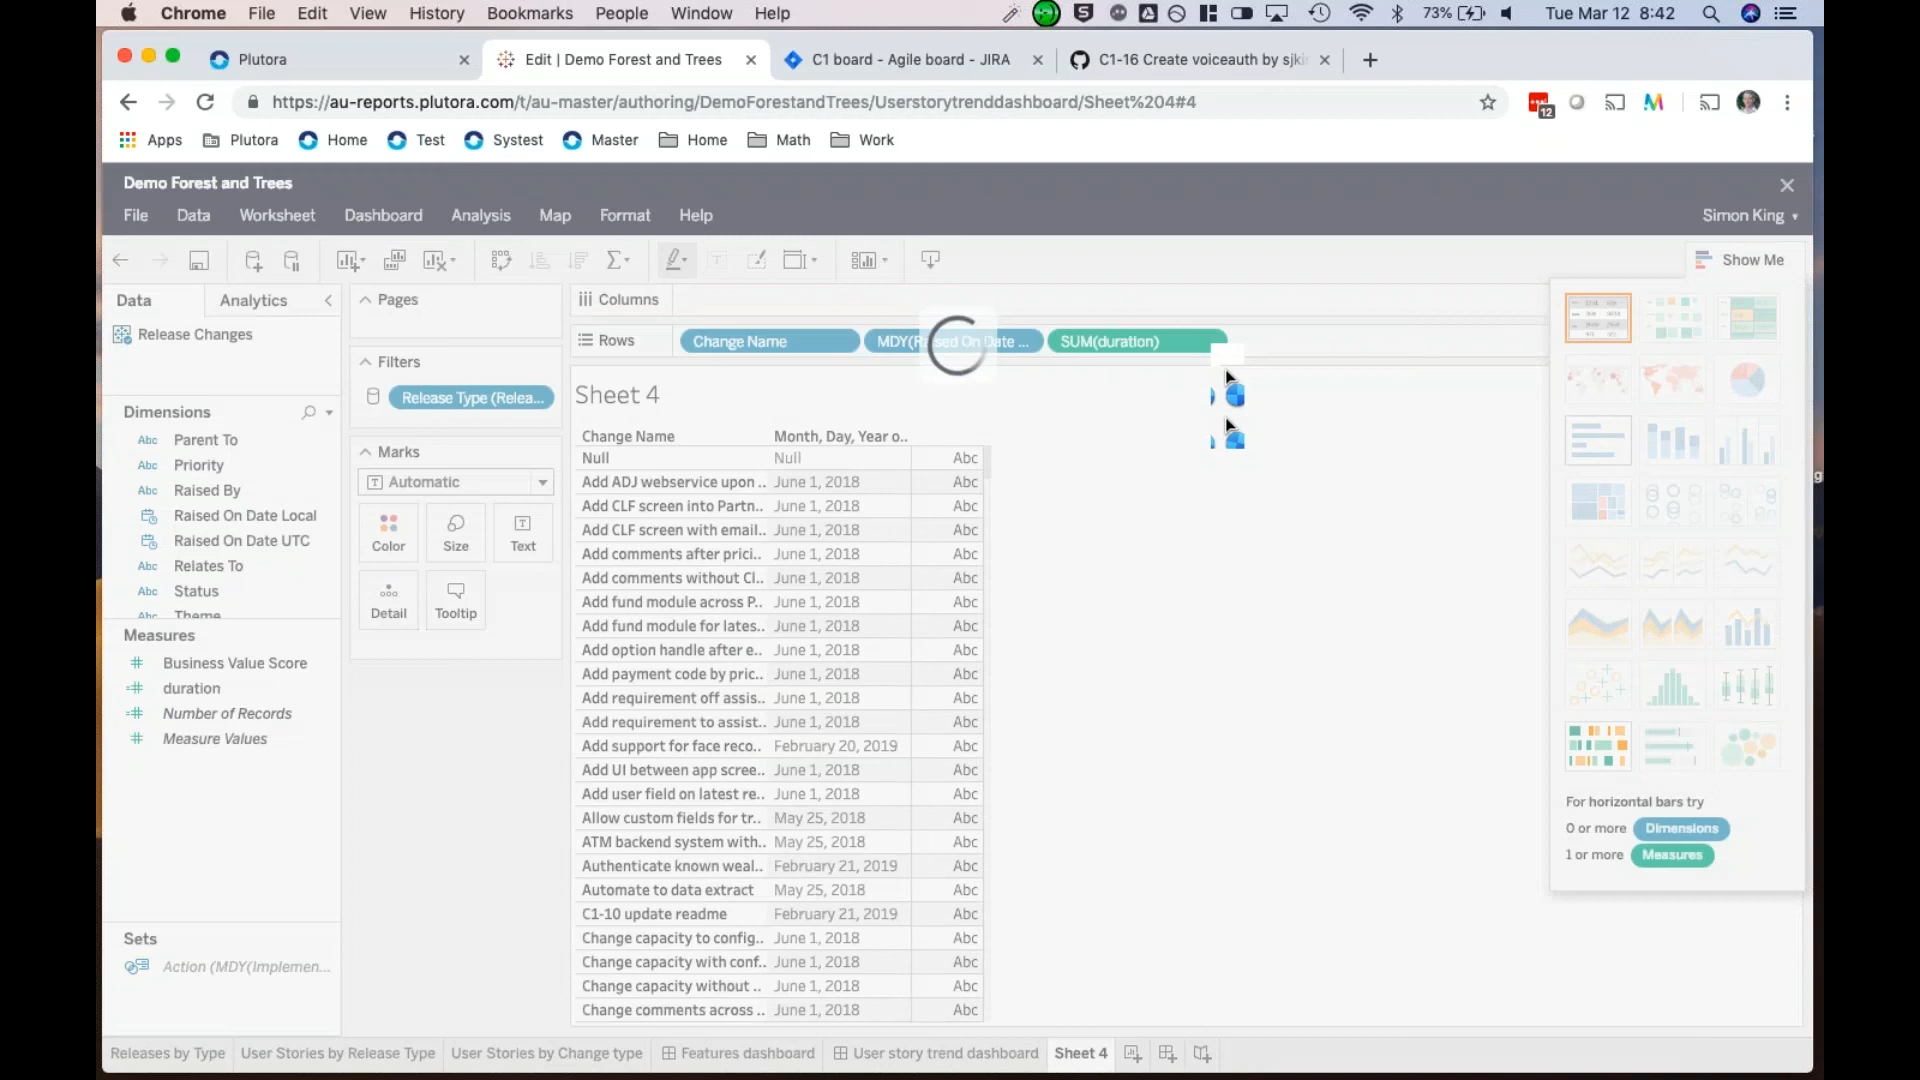 Chrome File Edit View History Bookmarks People Window Help 73% Tue Mar 12 8:42
Plutora
Edit | Demo Forest and Trees
C1 board - Agile board - JIRA
C1-16 Create voiceauth by sjki
https://au-reports.plutora.com/t/au-master/authoring/DemoForestandTrees/Userstorytrenddashboard/Sheet%204#4
12
Apps Plutora Home Test Systest Master Home Math Work
Demo Forest and Trees
File Data Worksheet Dashboard Analysis Map Format Help
Simon King
Show Me
Data Analytics
Release Changes
Dimensions
Abc Parent To
Abc Priority
Abc Raised By
Raised On Date Local
Raised On Date UTC
Abc Relates To
Abc Status
Abc Theme
Measures
Business Value Score
duration
Number of Records
Measure Values
Sets
Action (MDY(Implemen...
Pages
Filters
Release Type (Relea...
Marks
Automatic
Color Size Text
Detail Tooltip
Columns
Rows Change Name MDY(Raised On Date ... SUM(duration)
Sheet 4
Change Name Month, Day, Year o..
Null Null Abc
Add ADJ webservice upon .. June 1, 2018 Abc
Add CLF screen into Partn.. June 1, 2018 Abc
Add CLF screen with email.. June 1, 2018 Abc
Add comments after prici.. June 1, 2018 Abc
Add comments without Cl.. June 1, 2018 Abc
Add fund module across P.. June 1, 2018 Abc
Add fund module for lates.. June 1, 2018 Abc
Add option handle after e.. June 1, 2018 Abc
Add payment code by pric.. June 1, 2018 Abc
Add requirement off assis.. June 1, 2018 Abc
Add requirement to assist.. June 1, 2018 Abc
Add support for face reco.. February 20, 2019 Abc
Add UI between app scree.. June 1, 2018 Abc
Add user field on latest re.. June 1, 2018 Abc
Allow custom fields for tr.. May 25, 2018 Abc
ATM backend system with.. May 25, 2018 Abc
Authenticate known weal.. February 21, 2019 Abc
Automate to data extract May 25, 2018 Abc
C1-10 update readme February 21, 2019 Abc
Change capacity to config.. June 1, 2018 Abc
Change capacity with conf.. June 1, 2018 Abc
Change capacity without .. June 1, 2018 Abc
Change comments across .. June 1, 2018 Abc
For horizontal bars try
0 or more Dimensions
1 or more Measures
Releases by Type User Stories by Release Type User Stories by Change type Features dashboard User story trend dashboard Sheet 4